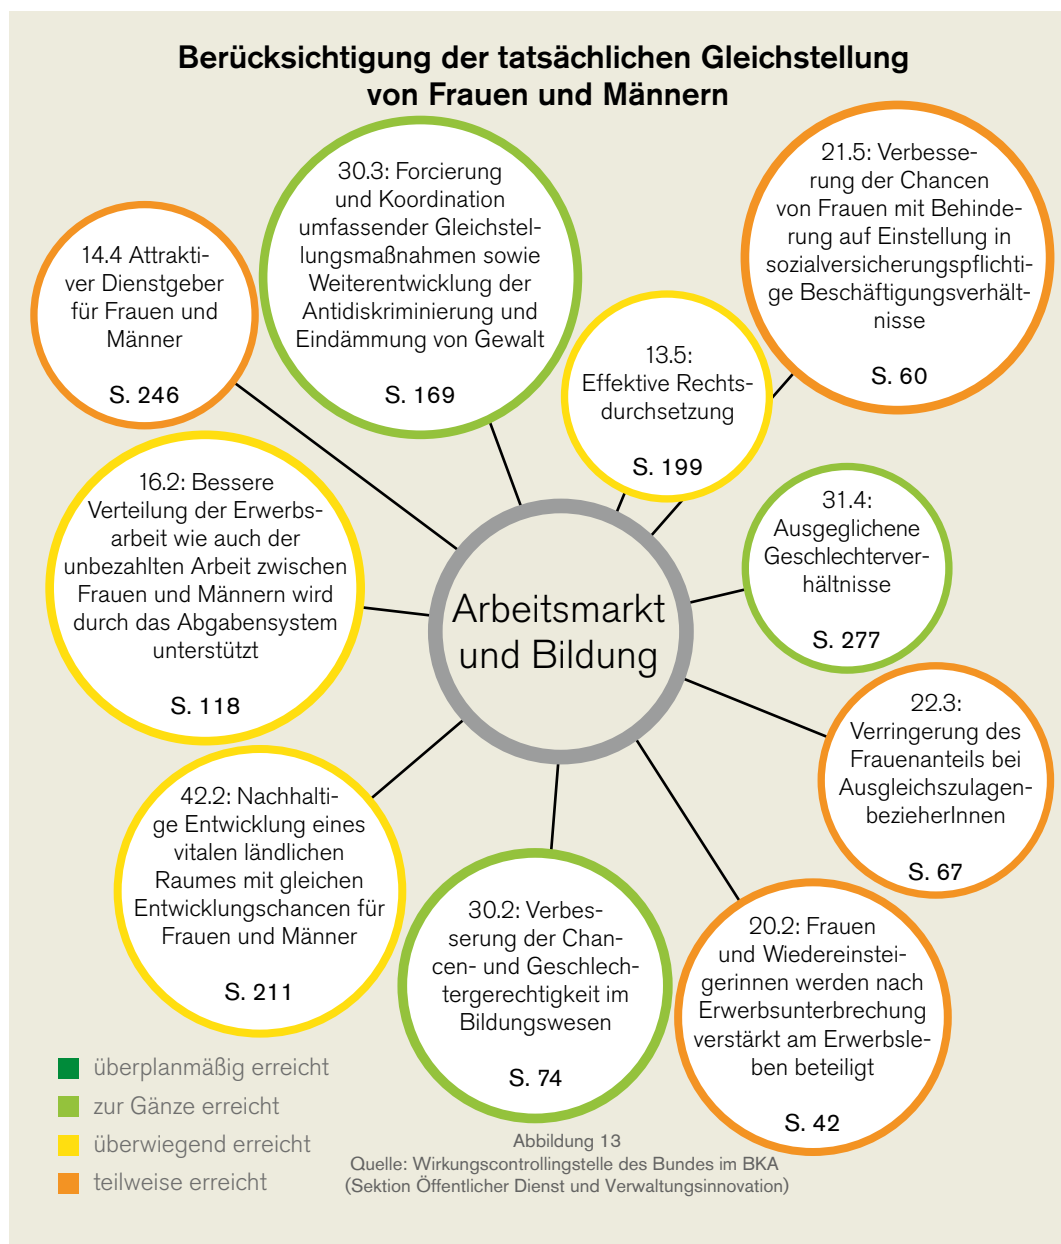 Berücksichtigung der tatsächlichen Gleichstellung
von Frauen und Männern
14.4 Attrakti-
ver Dienstgeber
für Frauen und
Männer
S. 246
30.3: Forcierung
und Koordination
umfassender Gleichstel-
lungsmaßnahmen sowie
Weiterentwicklung der
Antidiskriminierung und
Eindämmung von Gewalt
S. 169
13.5:
Effektive Rechts-
durchsetzung
S. 199
21.5: Verbesse-
rung der Chancen
von Frauen mit Behinde-
rung auf Einstellung in
sozialversicherungspflichti-
ge Beschäftigungsverhält-
nisse
S. 60
16.2: Bessere
Verteilung der Erwerbs-
arbeit wie auch der
unbezahlten Arbeit zwischen
Frauen und Männern wird
durch das Abgabensystem
unterstützt
S. 118
Arbeitsmarkt
und Bildung
31.4:
Ausgeglichene
Geschlechterver-
hältnisse
S. 277
22.3:
Verringerung des
Frauenanteils bei
Ausgleichszulagen-
bezieherInnen
S. 67
42.2: Nachhalti-
ge Entwicklung eines
vitalen ländlichen
Raumes mit gleichen
Entwicklungschancen für
Frauen und Männer
S. 211
30.2: Verbes-
serung der Chan-
cen- und Geschlech-
tergerechtigkeit im
Bildungswesen
S. 74
20.2: Frauen
und Wiedereinstei-
gerinnen werden nach
Erwerbsunterbrechung
verstärkt am Erwerbsle-
ben beteiligt
S. 42
überplanmäßig erreicht
zur Gänze erreicht
überwiegend erreicht
teilweise erreicht
Abbildung 13
Quelle: Wirkungscontrollingstelle des Bundes im BKA
(Sektion Öffentlicher Dienst und Verwaltungsinnovation)